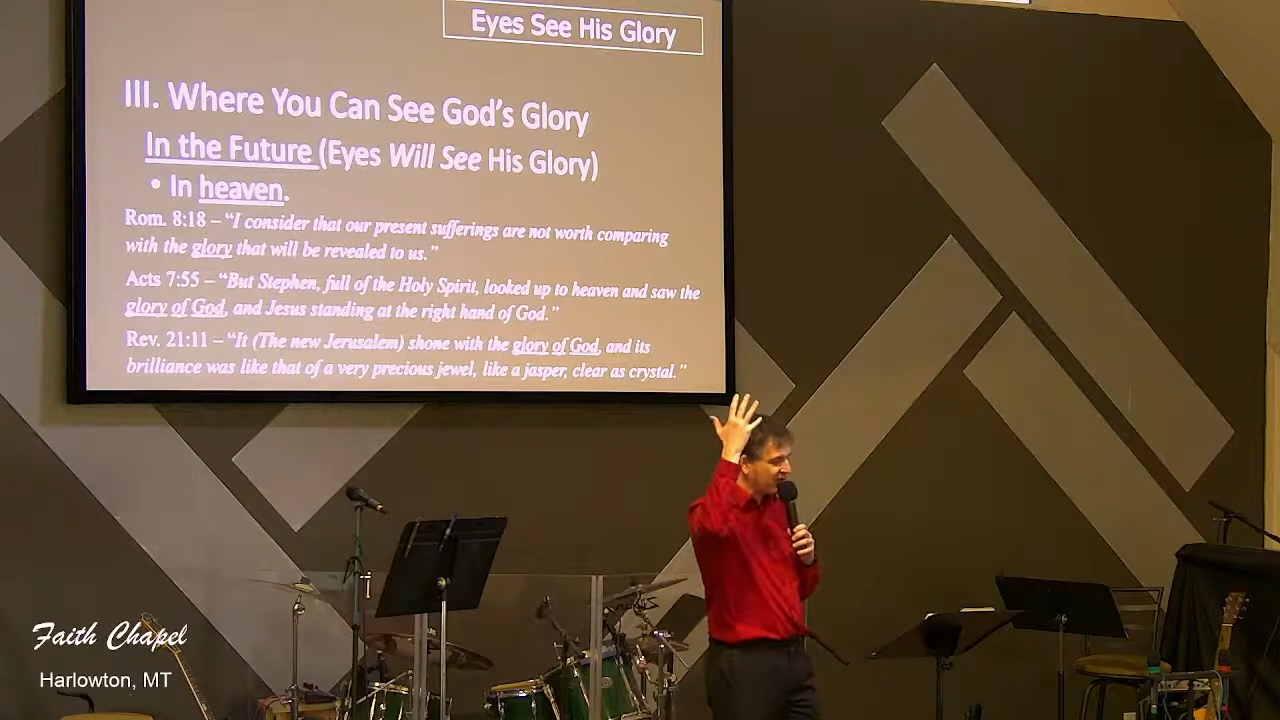 Eyes See His Glory
III. Where You Can See God's Glory
In the Future (Eyes Will See His Glory)
• In heaven.
Rom. 8:18 – "I consider that our present sufferings are not worth comparing
with the glory that will be revealed to us."
Acts 7:55 – "But Stephen, full of the Holy Spirit, looked up to heaven and saw the
glory of God, and Jesus standing at the right hand of God."
Rev. 21:11 – "It (The new Jerusalem) shone with the glory of God, and its
brilliance was like that of a very precious jewel, like a jasper, clear as crystal."
Faith Chapel
Harlowton, MT